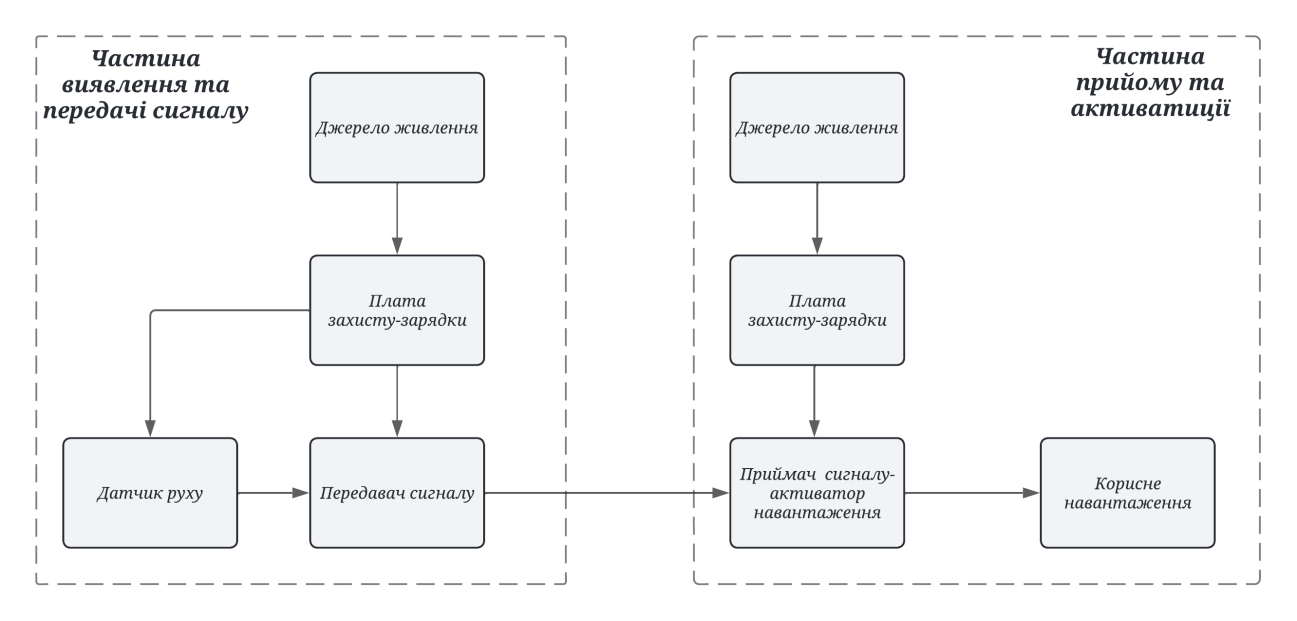 Частина
виявлення та
передачі сигналу
Джерело живлення
Плата
захисту-зарядки
Датчик руху
Передавач сигналу
Частина
прийому та
активатиції
Джерело живлення
Плата
захисту-зарядки
Приймач сигналу-
активатор
навантаження
Корисне
навантаження